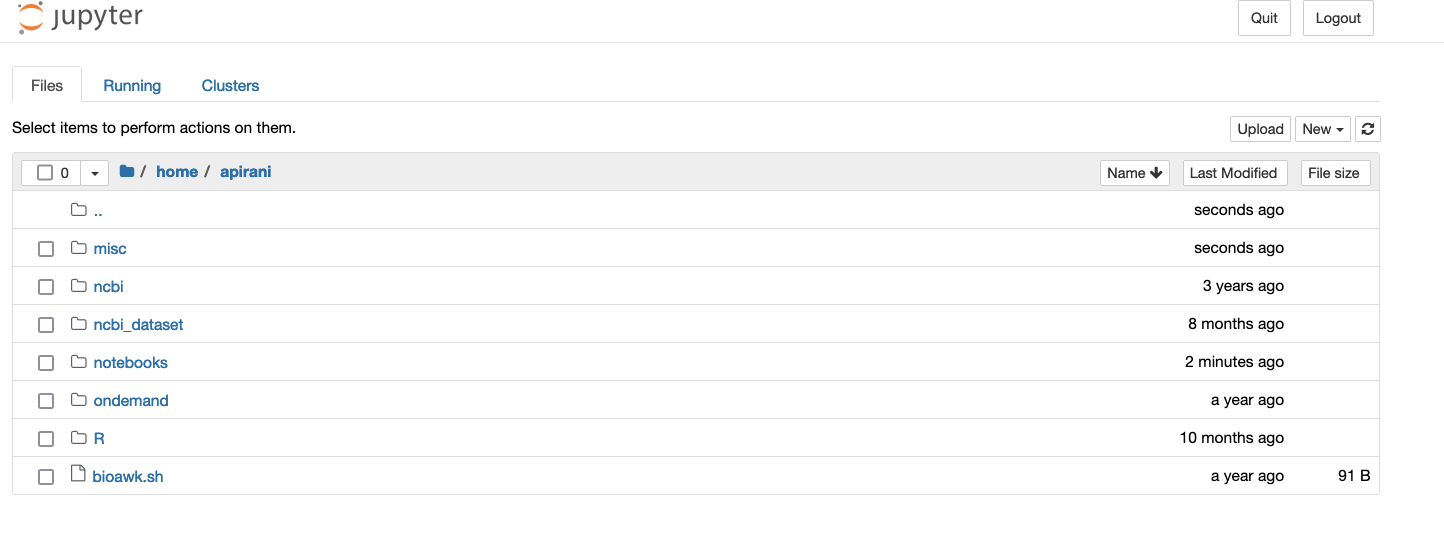 jupyter
Quit Logout
Files Running Clusters
Select items to perform actions on them.
Upload New
0 / home / apirani Name Last Modified File size
.. seconds ago
misc seconds ago
ncbi 3 years ago
ncbi_dataset 8 months ago
notebooks 2 minutes ago
ondemand a year ago
R 10 months ago
bioawk.sh a year ago 91 B